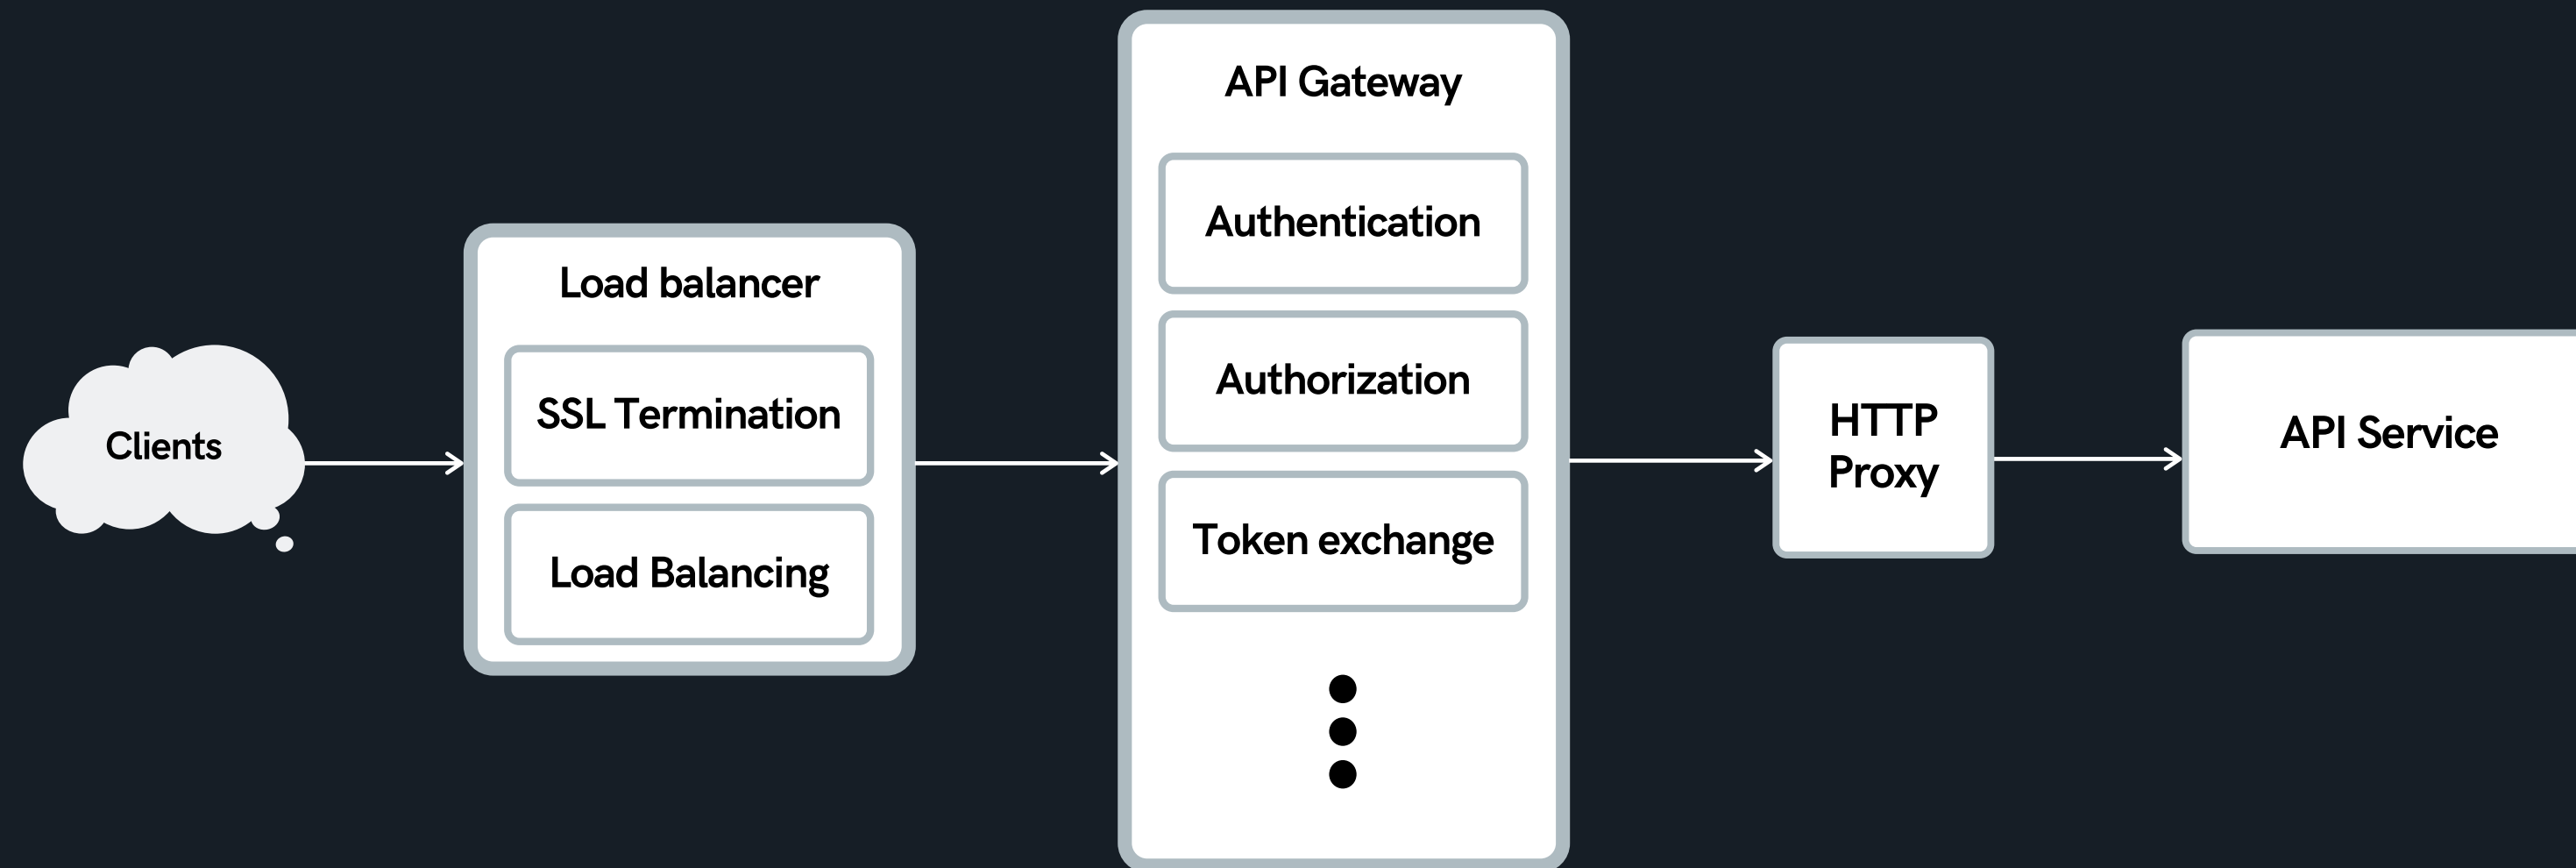 Clients
Load balancer
SSL Termination
Load Balancing
API Gateway
Authentication
Authorization
Token exchange
HTTP
Proxy
API Service